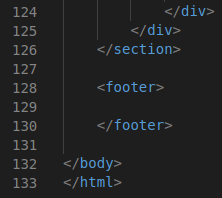 124 </div>
125 </div>
126 </section>
127
128 <footer>
129
130 </footer>
131
132 </body>
133 </html>